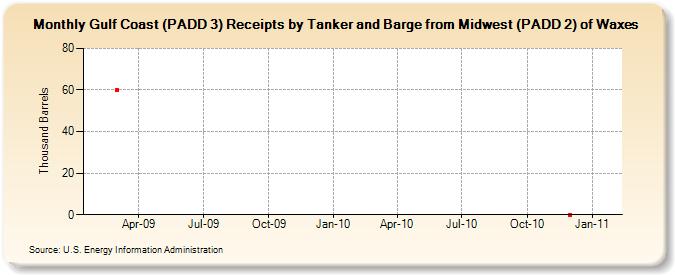 Monthly Gulf Coast (PADD 3) Receipts by Tanker and Barge from Midwest (PADD 2) of Waxes
Thousand Barrels
80
60
40
20
0
Apr-09 Jul-09 Oct-09 Jan-10 Apr-10 Jul-10 Oct-10 Jan-11
Source: U.S. Energy Information Administration